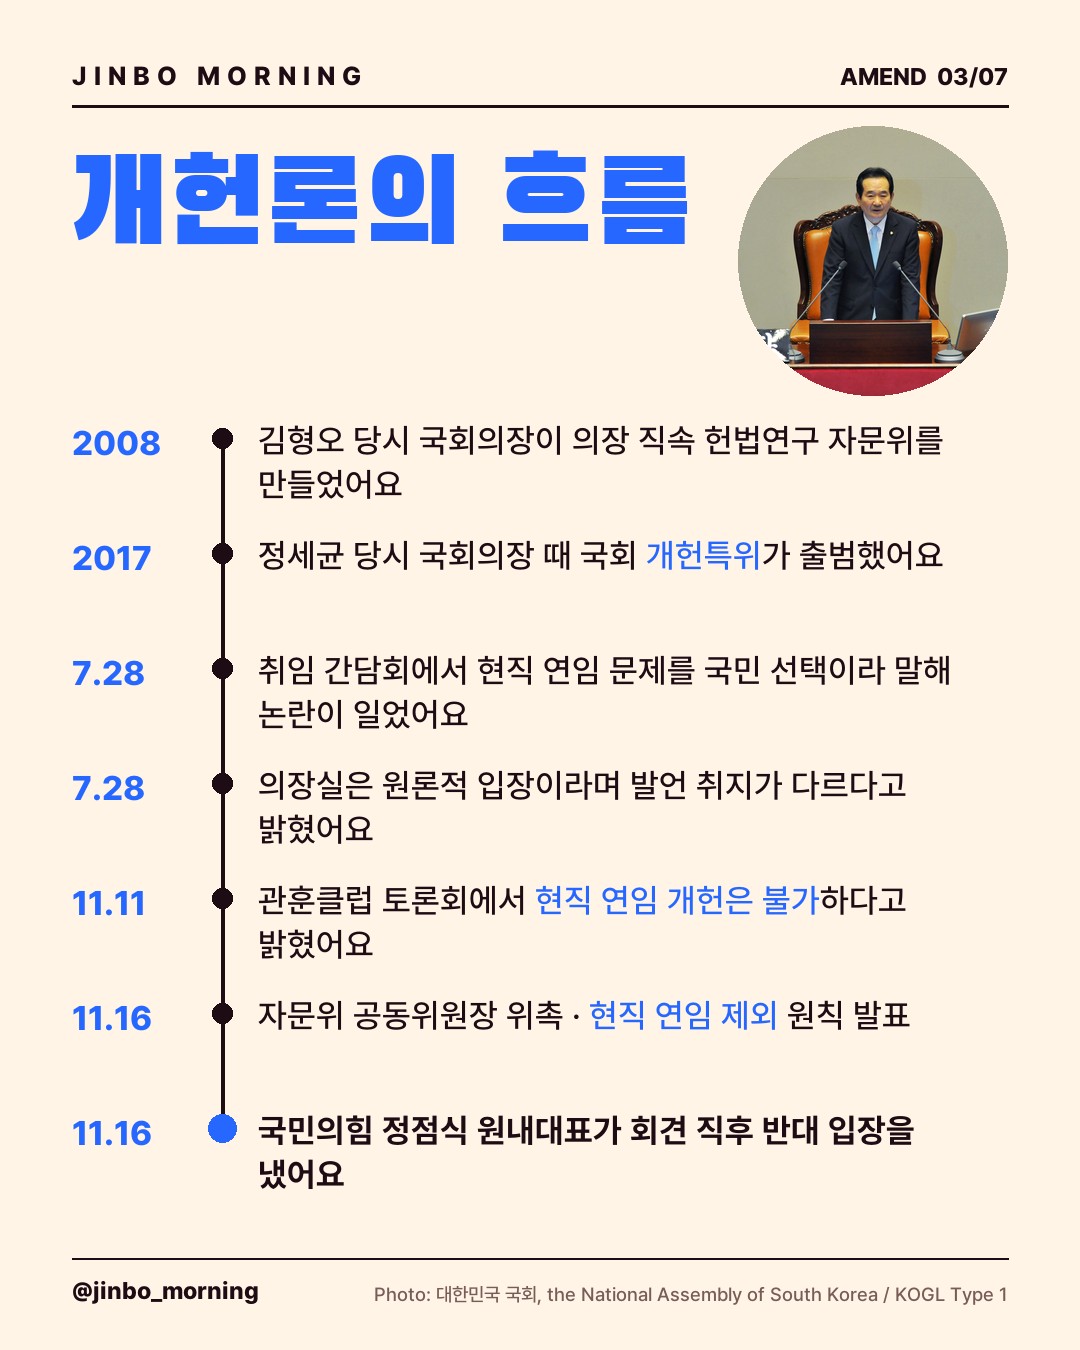 JINBO MORNING
AMEND 03/07
개헌론의 흐름
2008
김형오 당시 국회의장이 의장 직속 헌법연구 자문위를
만들었어요
2017
정세균 당시 국회의장 때 국회 개헌특위가 출범했어요
7.28
취임 간담회에서 현직 연임 문제를 국민 선택이라 말해
논란이 일었어요
7.28
의장실은 원론적 입장이라며 발언 취지가 다르다고
밝혔어요
11.11
관훈클럽 토론회에서 현직 연임 개헌은 불가하다고
밝혔어요
11.16
자문위 공동위원장 위촉 · 현직 연임 제외 원칙 발표
11.16
국민의힘 정점식 원내대표가 회견 직후 반대 입장을
냈어요
@jinbo_morning
Photo: 대한민국 국회, the National Assembly of South Korea / KOGL Type 1